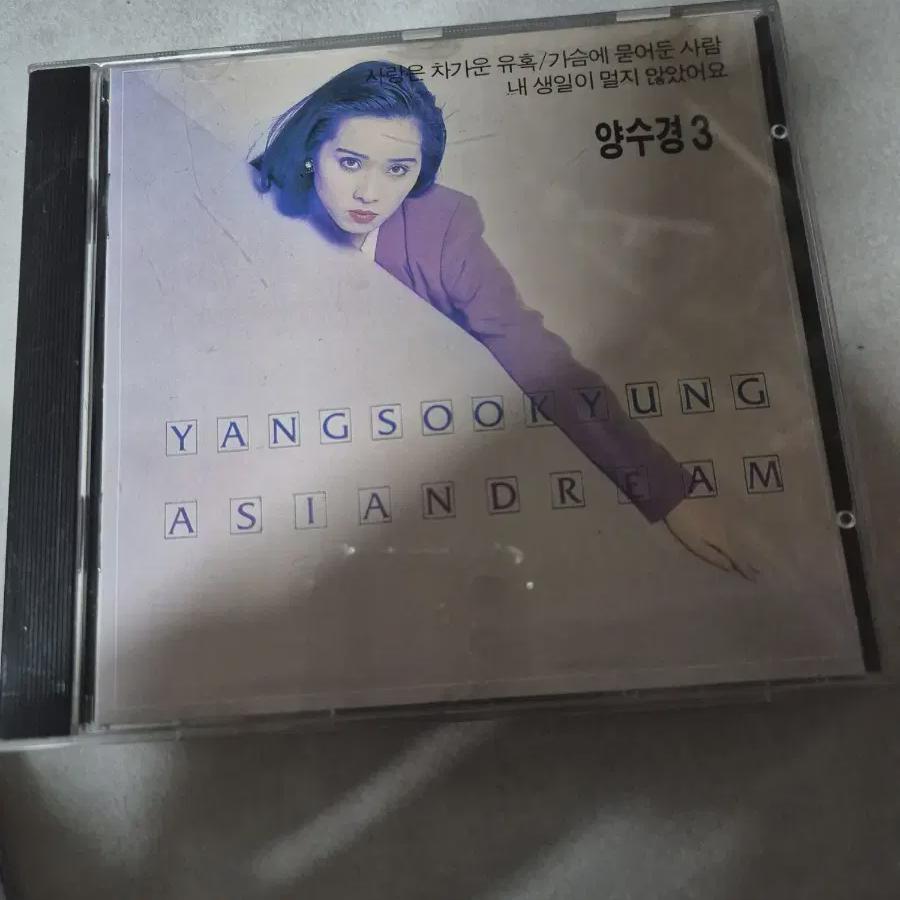 사랑은 차가운 유혹/가슴에 묻어둔 사람
내 생일이 멀지 않았어요
양수경 3
YANGSOOKYUNG
ASIANDREAM